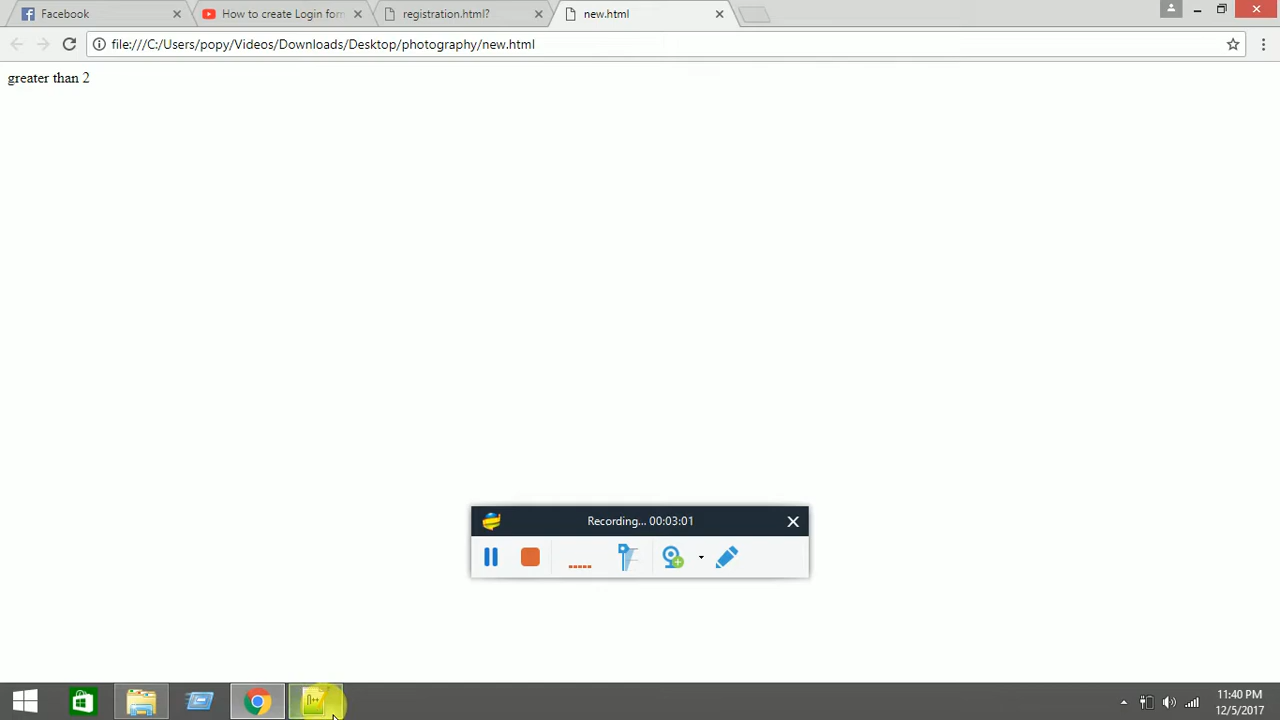 Facebook
How to create Login form
registration.html?
new.html
file:///C:/Users/popy/Videos/Downloads/Desktop/photography/new.html
greater than 2
Recording... 00:03:01
11:40 PM
12/5/2017